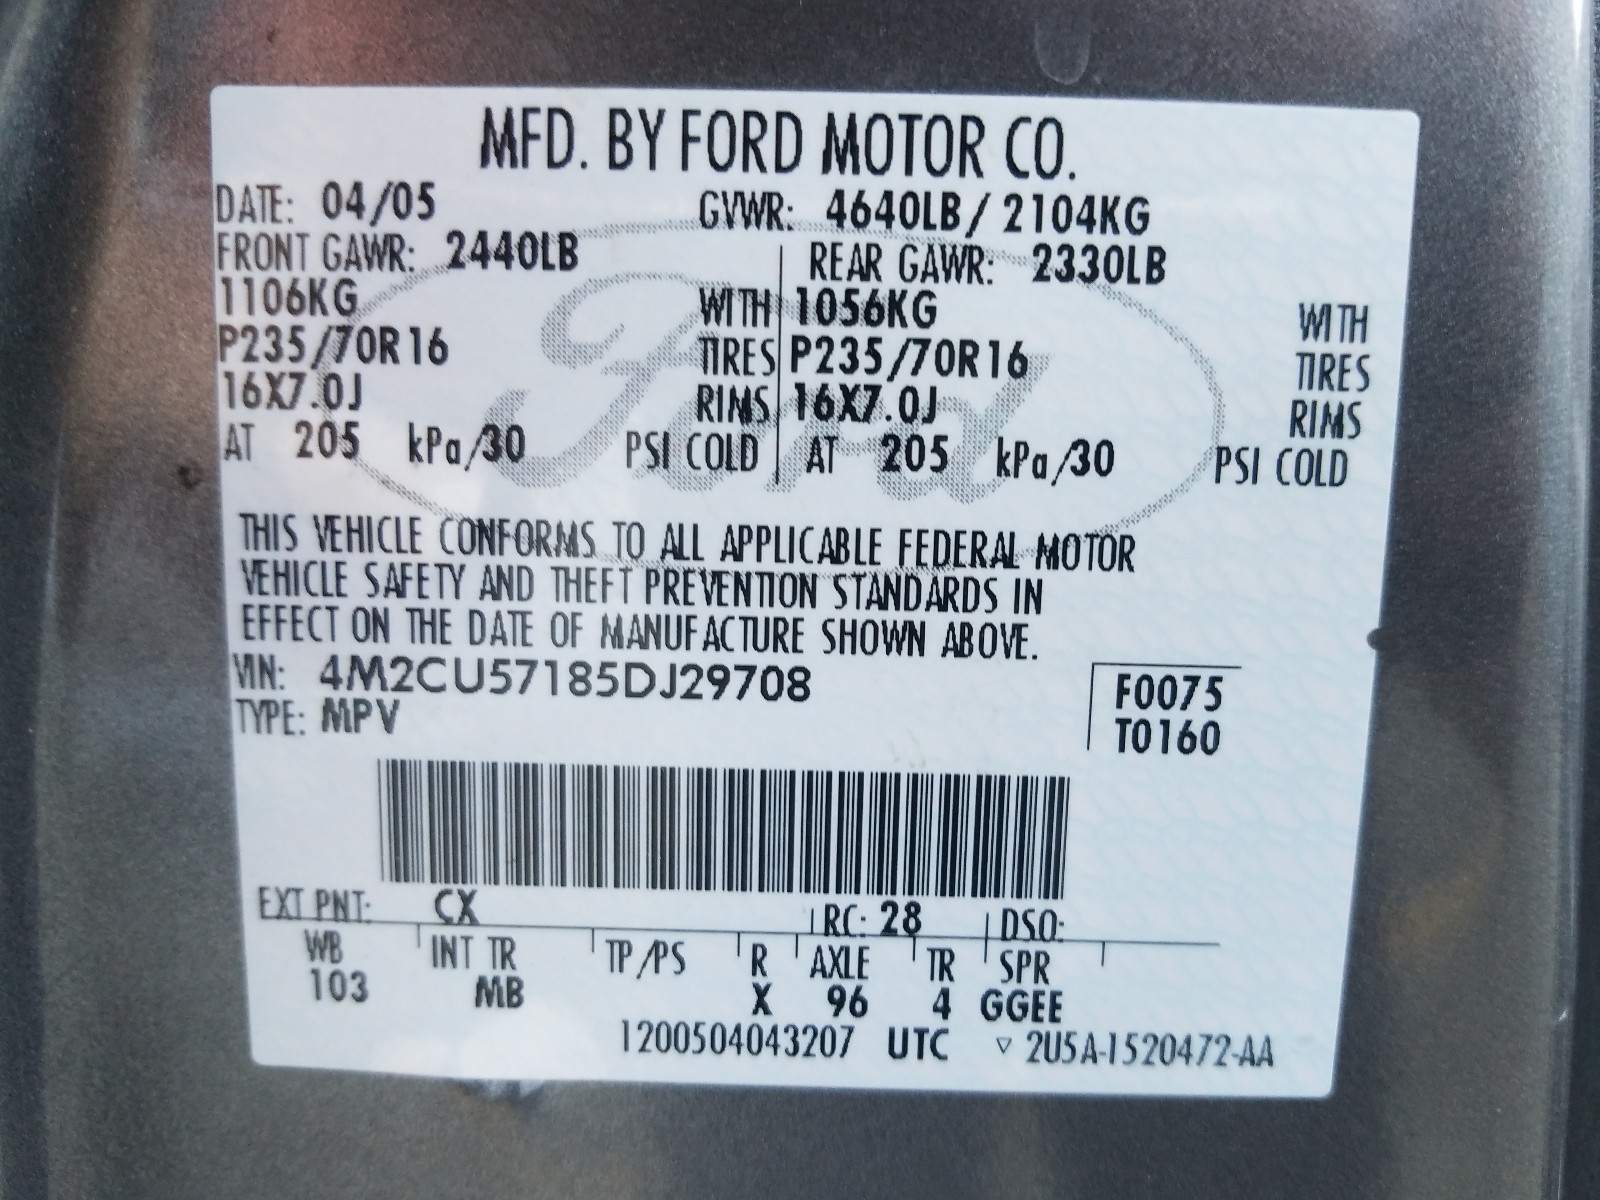 MFD. BY FORD MOTOR CO.
DATE: 04/05 GVWR: 4640LB/ 2104KG
FRONT GAWR: 2440LB REAR GAWR: 2330LB
1106KG WITH 1056KG WITH
P235/70R16 TIRES P235/70R16 TIRES
16X7.0J RIMS 16X7.0J RIMS
AT 205 kPa/30 PSI COLD AT 205 kPa/30 PSI COLD
Ford
THIS VEHICLE CONFORMS TO ALL APPLICABLE FEDERAL MOTOR
VEHICLE SAFETY AND THEFT PREVENTION STANDARDS IN
EFFECT ON THE DATE OF MANUFACTURE SHOWN ABOVE.
VIN: 4M2CU57185DJ29708 F0075
TYPE: MPV T0160
EXT PNT: CX RC: 28 DSO:
WB INT TR TP/PS R AXLE TR SPR
103 MB X 96 4 GGEE
1200504043207 UTC ▽ 2U5A-1520472-AA